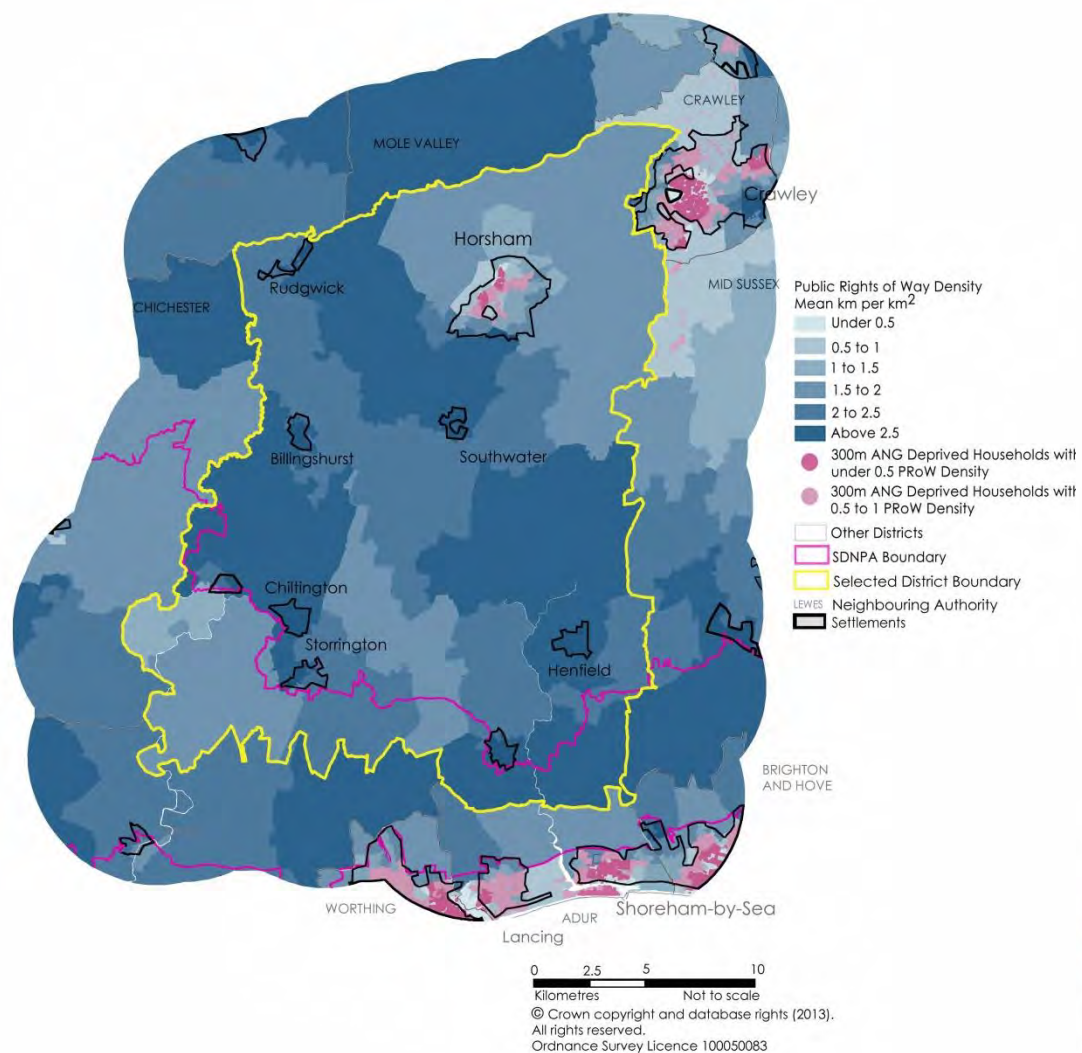 CRAWLEY
MOLE VALLEY
Crawley
Horsham
Rudgwick
MID SUSSEX
CHICHESTER
Public Rights of Way Density
Mean km per km²
Under 0.5
0.5 to 1
1 to 1.5
1.5 to 2
2 to 2.5
Above 2.5
300m ANG Deprived Households with
under 0.5 PRoW Density
300m ANG Deprived Households with
0.5 to 1 PRoW Density
Other Districts
SDNPA Boundary
Selected District Boundary
LEWES Neighbouring Authority
Settlements
Billingshurst
Southwater
Chiltington
Storrington
Henfield
BRIGHTON
AND HOVE
WORTHING
ADUR
Shoreham-by-Sea
Lancing
0 2.5 5 10
Kilometres Not to scale
© Crown copyright and database rights (2013).
All rights reserved.
Ordnance Survey Licence 100050083